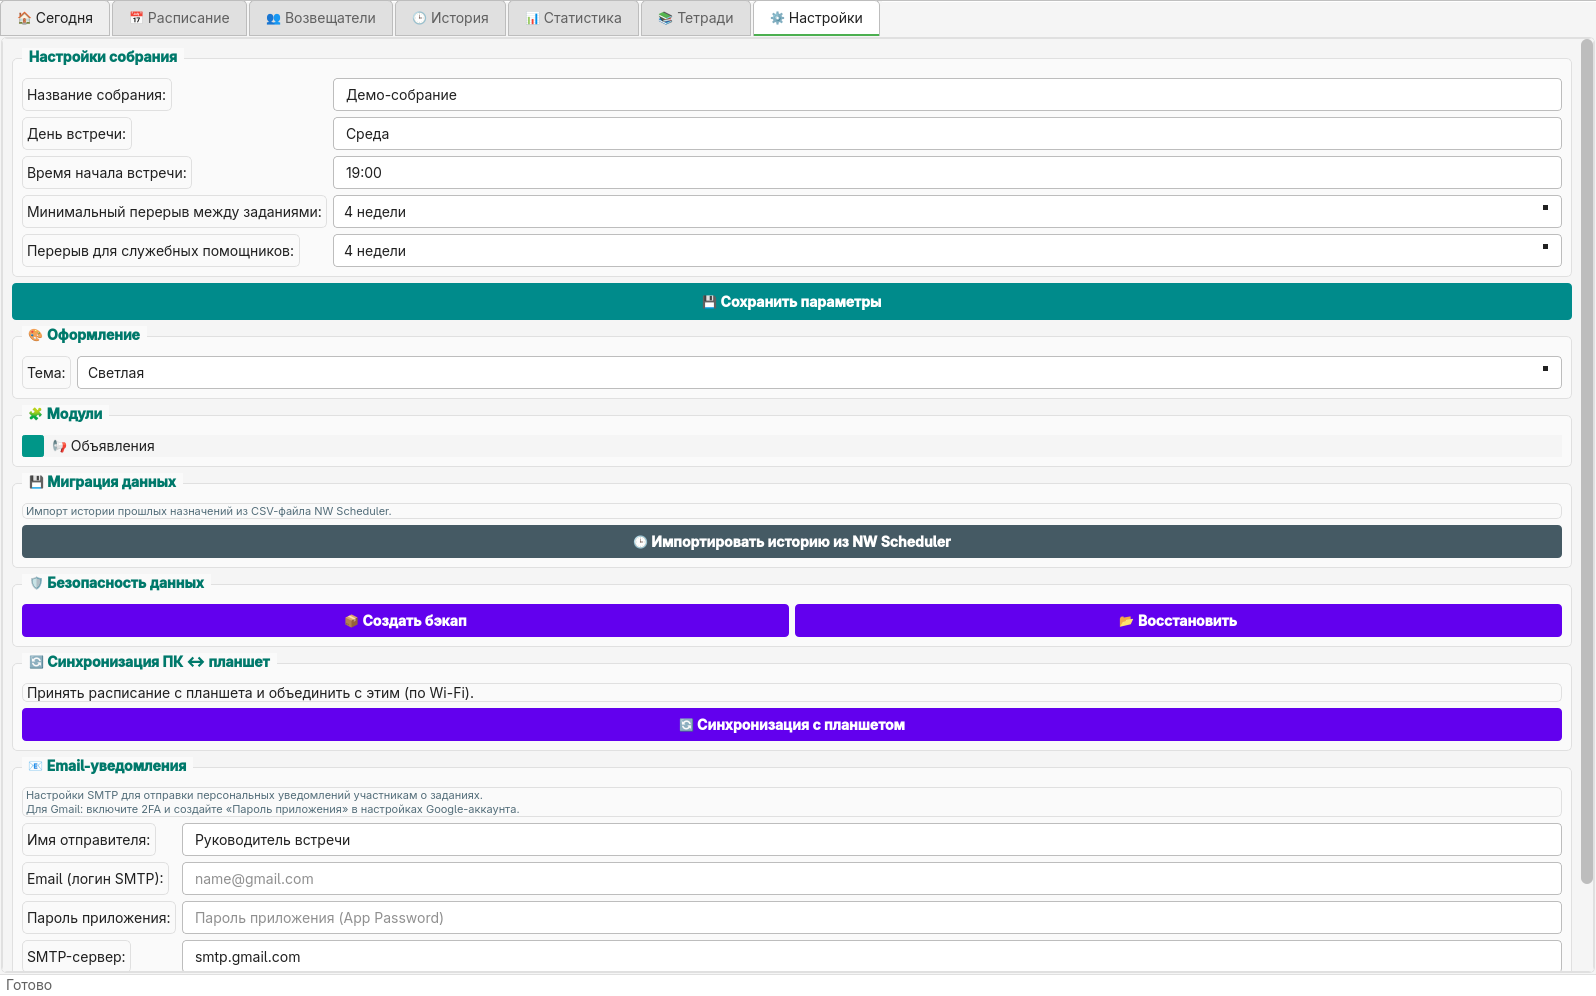 Сегодня
Расписание
Возвещатели
История
Статистика
Тетради
Настройки
Настройки собрания
Название собрания: Демо-собрание
День встречи: Среда
Время начала встречи: 19:00
Минимальный перерыв между заданиями: 4 недели
Перерыв для служебных помощников: 4 недели
Сохранить параметры
Оформление
Тема: Светлая
Модули
Объявления
Миграция данных
Импорт истории прошлых назначений из CSV-файла NW Scheduler.
Импортировать историю из NW Scheduler
Безопасность данных
Создать бэкап
Восстановить
Синхронизация ПК ↔ планшет
Принять расписание с планшета и объединить с этим (по Wi-Fi).
Синхронизация с планшетом
Email-уведомления
Настройки SMTP для отправки персональных уведомлений участникам о заданиях.
Для Gmail: включите 2FA и создайте «Пароль приложения» в настройках Google-аккаунта.
Имя отправителя: Руководитель встречи
Email (логин SMTP): name@gmail.com
Пароль приложения: Пароль приложения (App Password)
SMTP-сервер: smtp.gmail.com
Готово